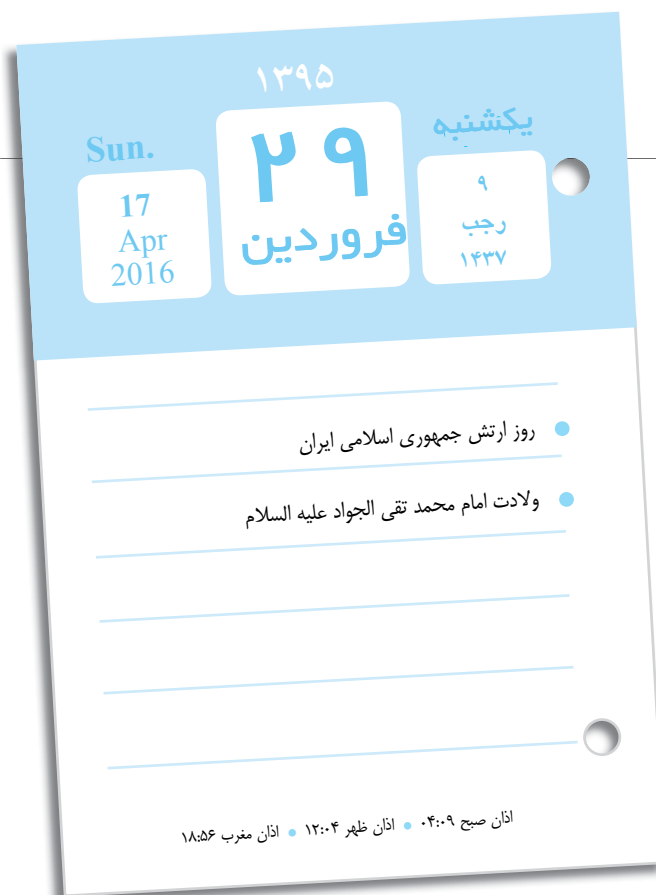 ۱۳۹۵
یکشنبه
۹
رجب
۱۴۳۷
۲۹
فروردین
Sun.
17
Apr
2016
روز ارتش جمهوری اسلامی ایران
ولادت امام محمد تقی الجواد علیه السلام
اذان صبح ۰۴:۰۹ • اذان ظهر ۱۲:۰۴ • اذان مغرب ۱۸:۵۶